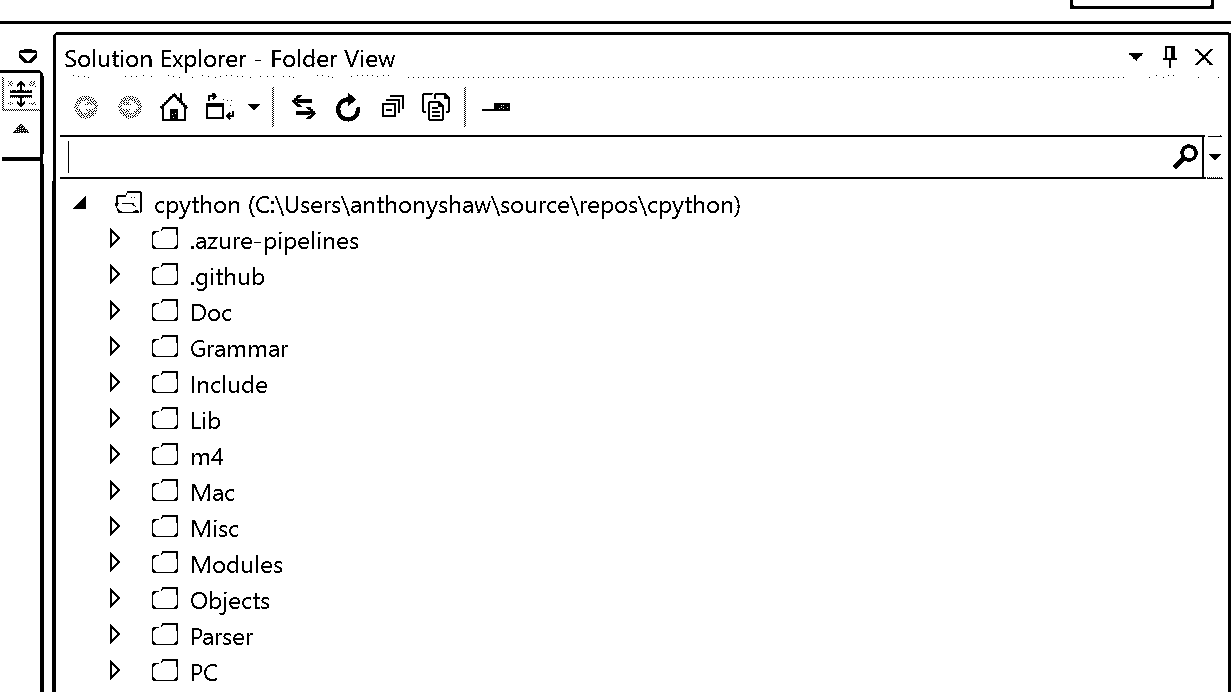 Solution Explorer - Folder View
cpython (C:\Users\anthonyshaw\source\repos\cpython)
.azure-pipelines
.github
Doc
Grammar
Include
Lib
m4
Mac
Misc
Modules
Objects
Parser
PC